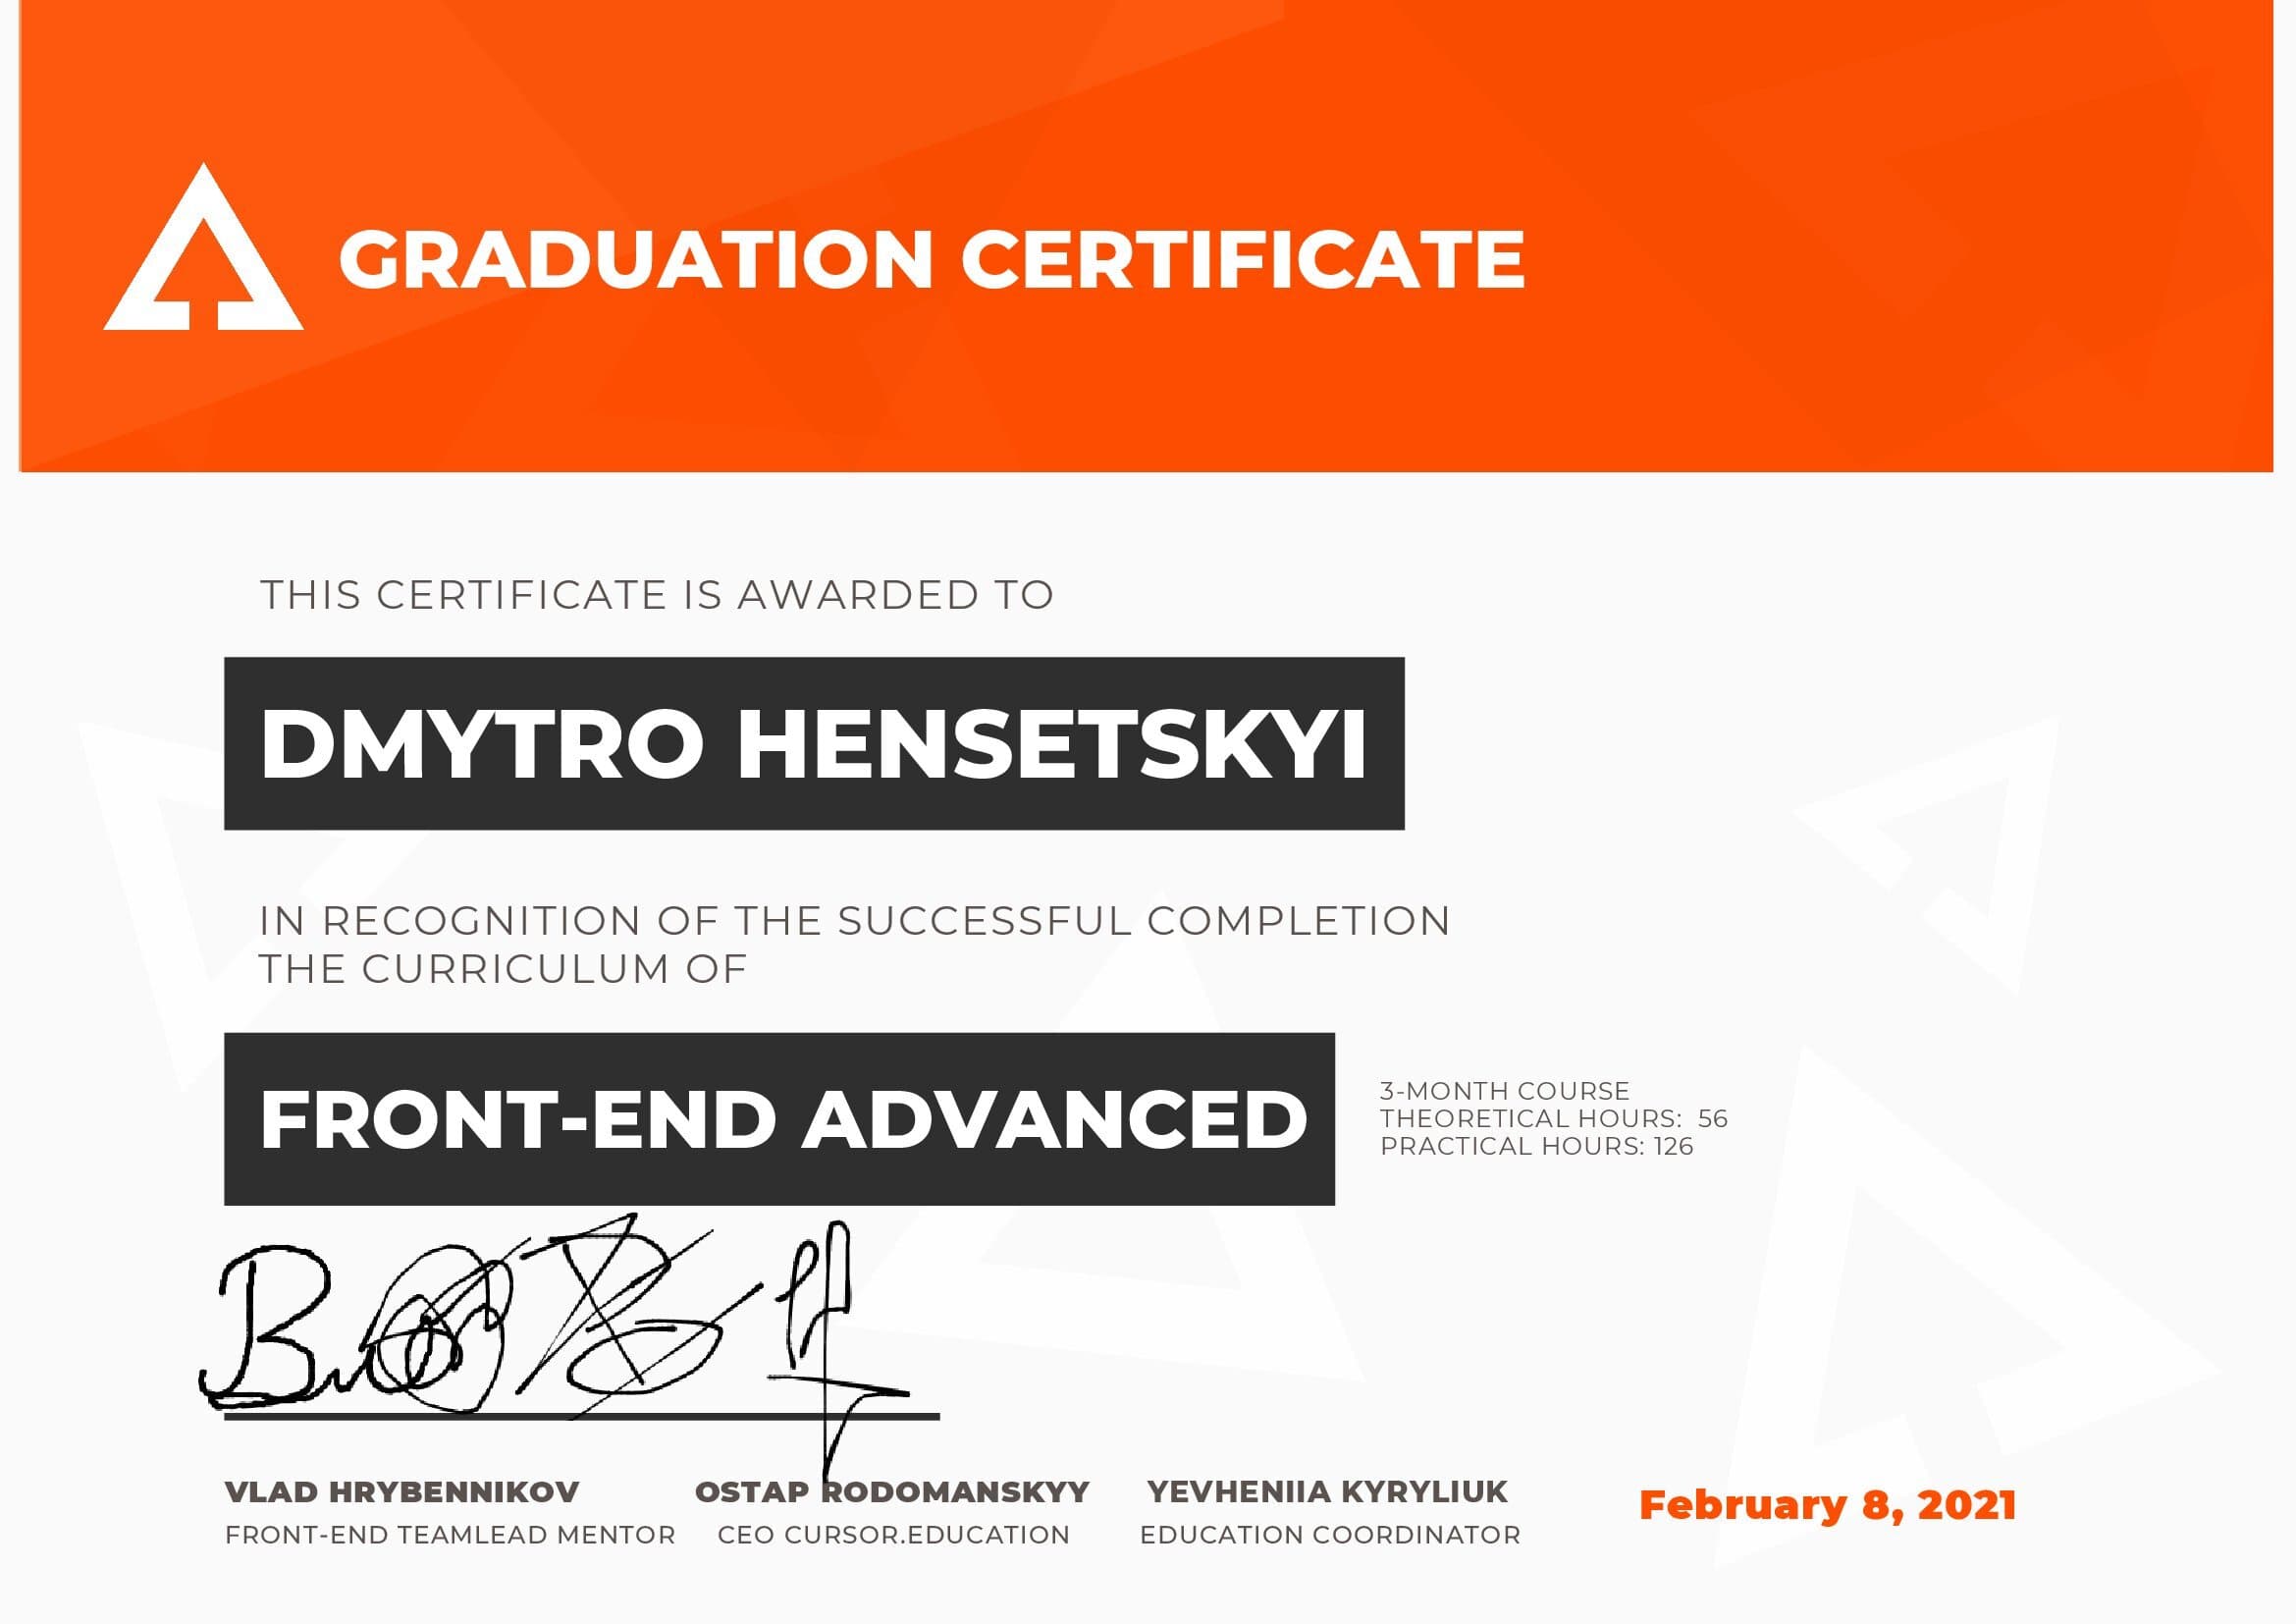 GRADUATION CERTIFICATE
THIS CERTIFICATE IS AWARDED TO
DMYTRO HENSETSKYI
IN RECOGNITION OF THE SUCCESSFUL COMPLETION
THE CURRICULUM OF
FRONT-END ADVANCED
3-MONTH COURSE
THEORETICAL HOURS: 56
PRACTICAL HOURS: 126
VLAD HRYBENNIKOV
FRONT-END TEAMLEAD MENTOR
OSTAP RODOMANSKYY
CEO CURSOR.EDUCATION
YEVHENIIA KYRYLIUK
EDUCATION COORDINATOR
February 8, 2021